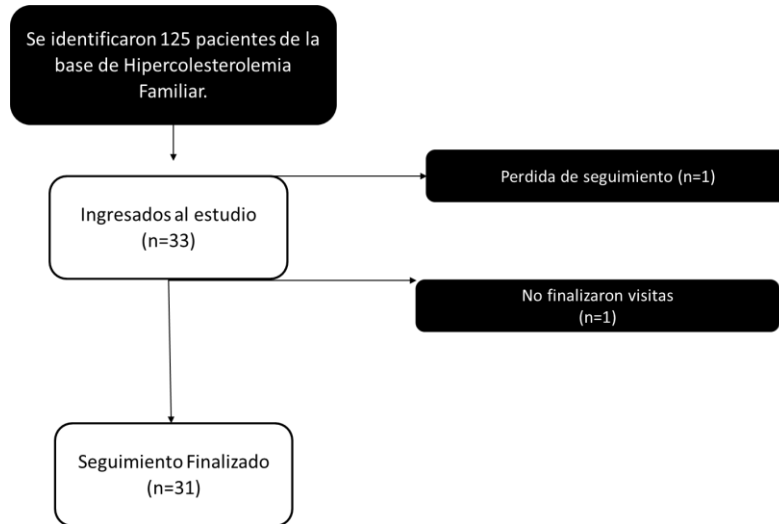 Se identificaron 125 pacientes de la
base de Hipercolesterolemia
Familiar.
Perdida de seguimiento (n=1)
Ingresados al estudio
(n=33)
No finalizaron visitas
(n=1)
Seguimiento Finalizado
(n=31)